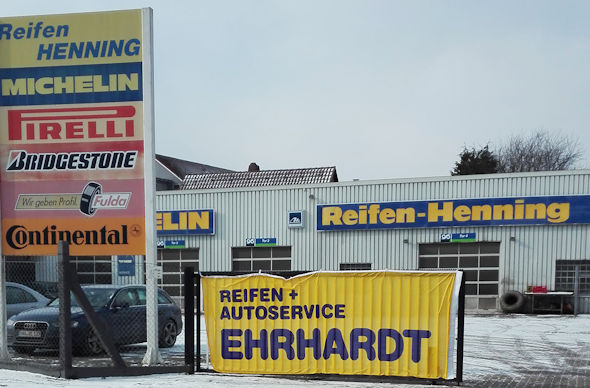 Reifen
HENNING
MICHELIN
PIRELLI
BRIDGESTONE
Wir geben Profil. Fulda
Continental
ELIN
Reifen-Henning
REIFEN +
AUTOSERVICE
EHRHARDT